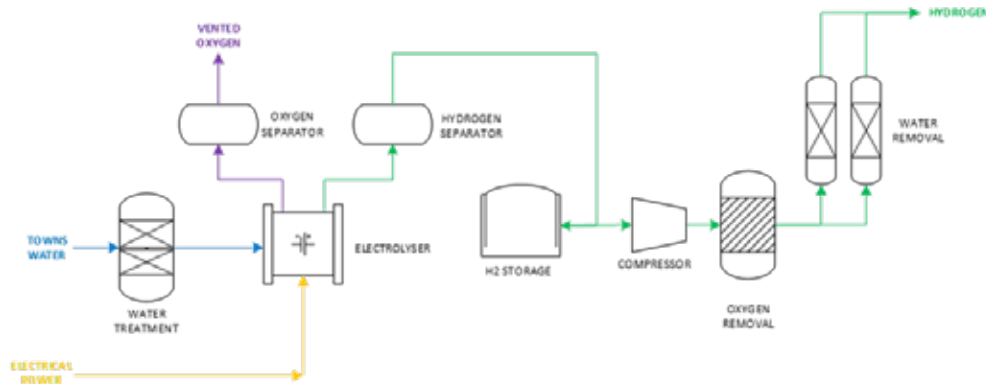 VENTED
OXYGEN
HYDROGEN
OXYGEN
SEPARATOR
HYDROGEN
SEPARATOR
WATER
REMOVAL
TOWNS
WATER
ELECTROLYSER
H2 STORAGE
COMPRESSOR
WATER
TREATMENT
OXYGEN
REMOVAL
ELECTRICAL
POWER